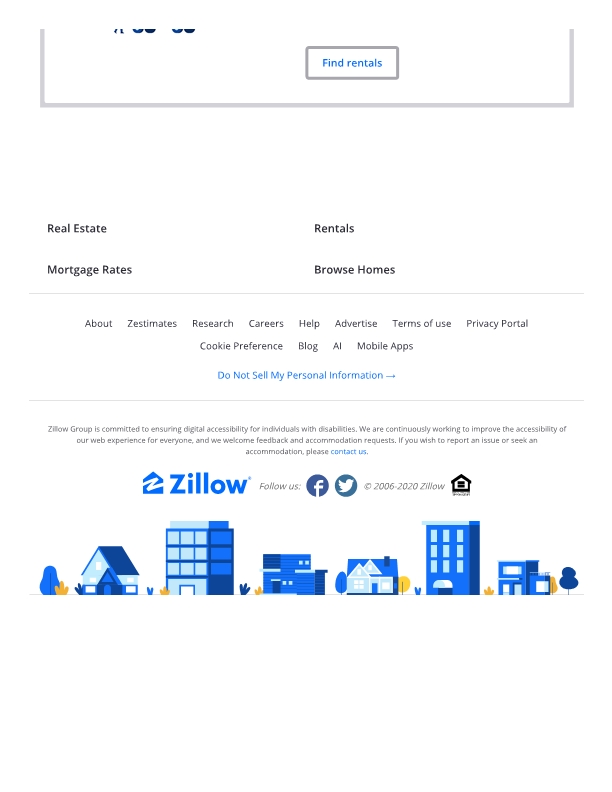 Find rentals
Real Estate Rentals
Mortgage Rates Browse Homes
About Zestimates Research Careers Help Advertise Terms of use Privacy Portal
Cookie Preference Blog AI Mobile Apps
Do Not Sell My Personal Information →
Zillow Group is committed to ensuring digital accessibility for individuals with disabilities. We are continuously working to improve the accessibility of
our web experience for everyone, and we welcome feedback and accommodation requests. If you wish to report an issue or seek an
accommodation, please contact us.
Zillow® Follow us: © 2006-2020 Zillow